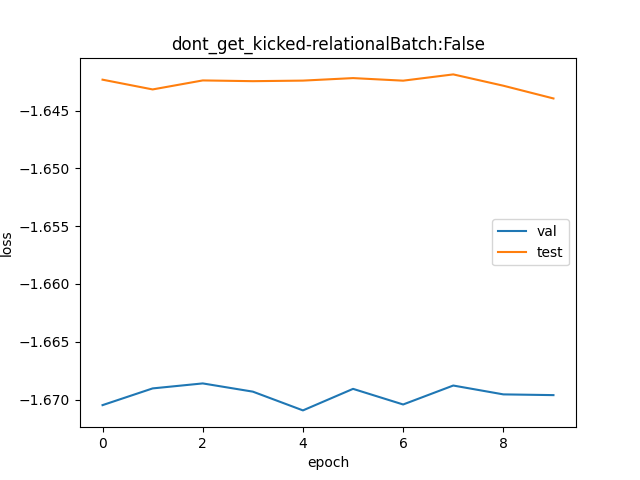 dont_get_kicked-relationalBatch:False
loss
−1.645
−1.650
−1.655
−1.660
−1.665
−1.670
val
test
0
2
4
6
8
epoch